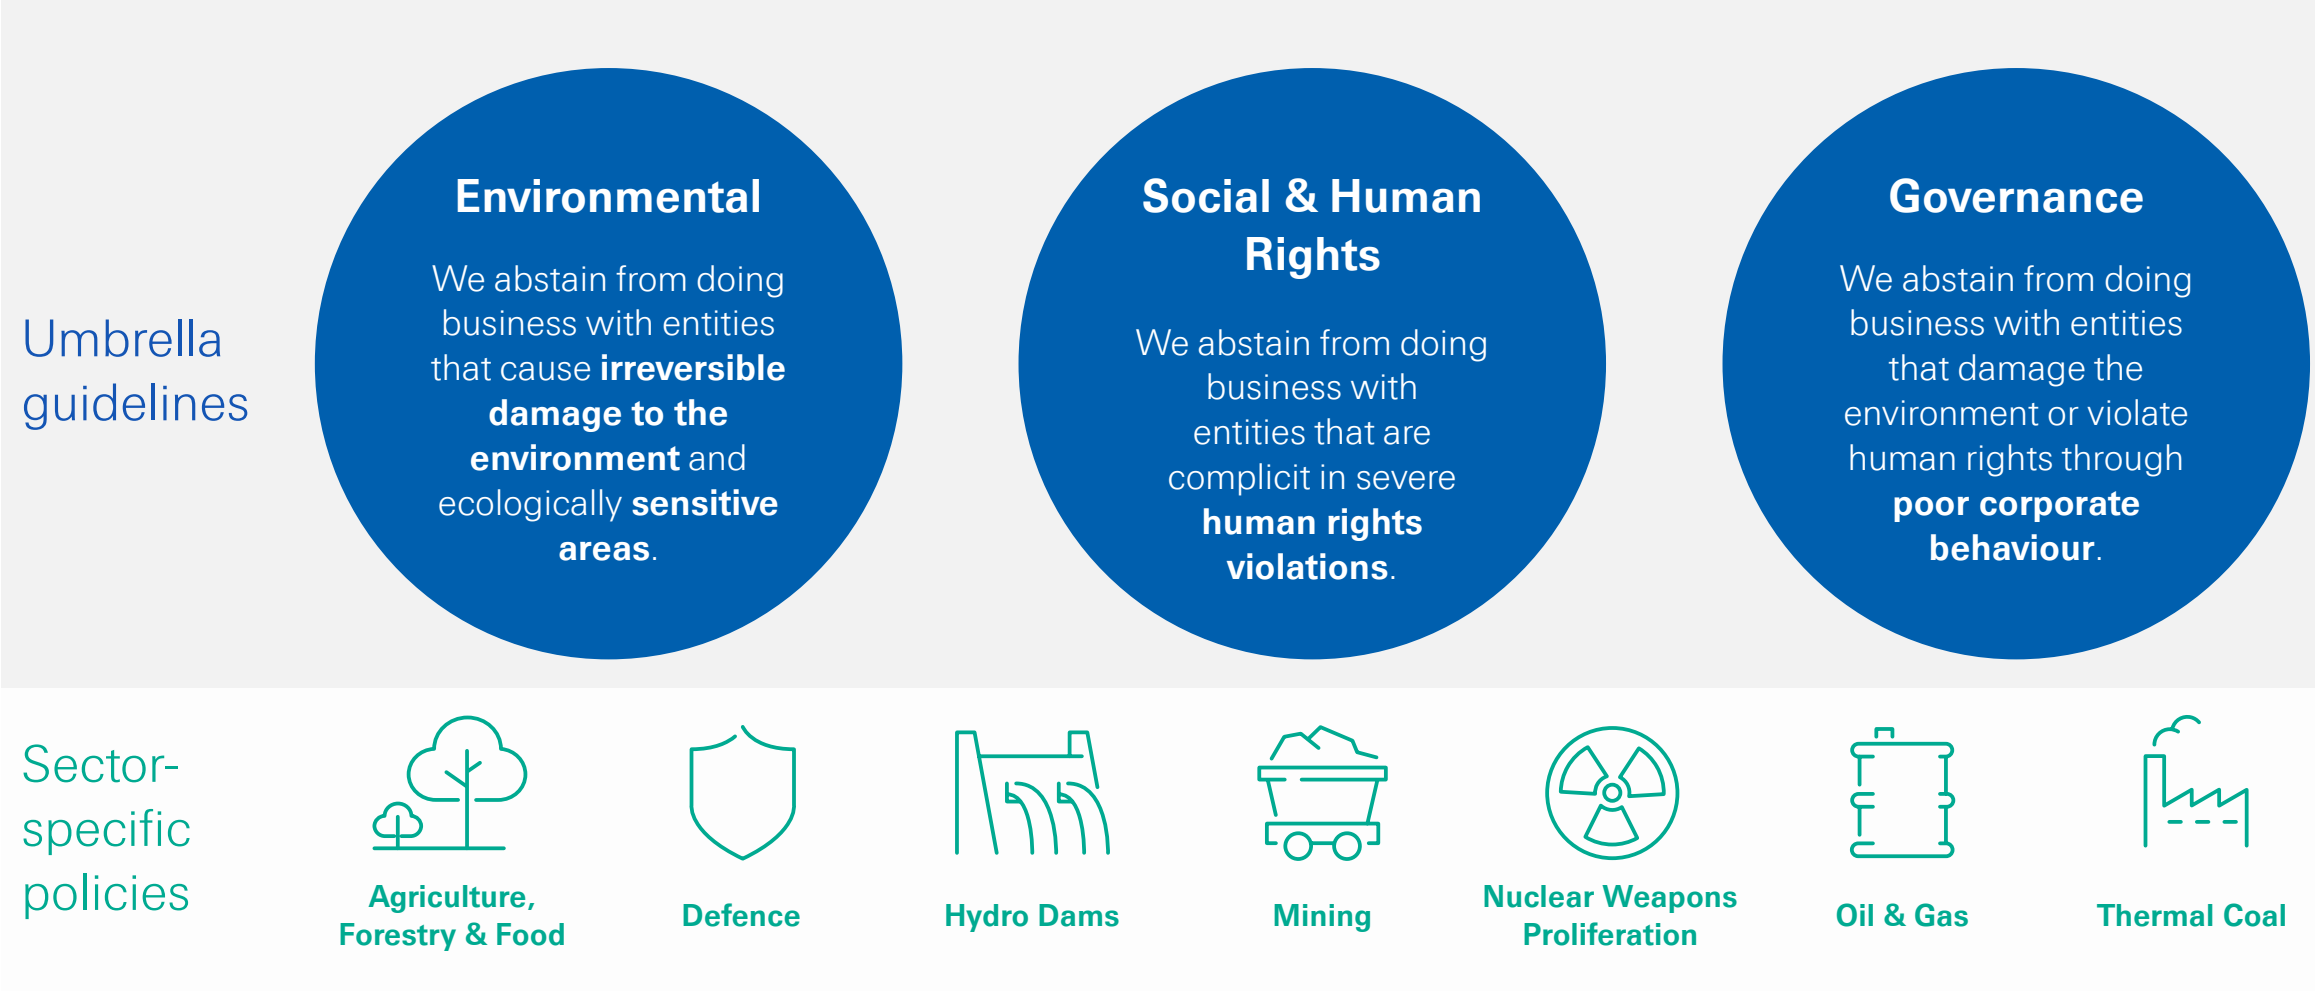 Umbrella
guidelines
Environmental
We abstain from doing
business with entities
that cause irreversible
damage to the
environment and
ecologically sensitive
areas.
Social & Human
Rights
We abstain from doing
business with
entities that are
complicit in severe
human rights
violations.
Governance
We abstain from doing
business with entities
that damage the
environment or violate
human rights through
poor corporate
behaviour.
Sector-
specific
policies
Agriculture,
Forestry & Food
Defence
Hydro Dams
Mining
Nuclear Weapons
Proliferation
Oil & Gas
Thermal Coal